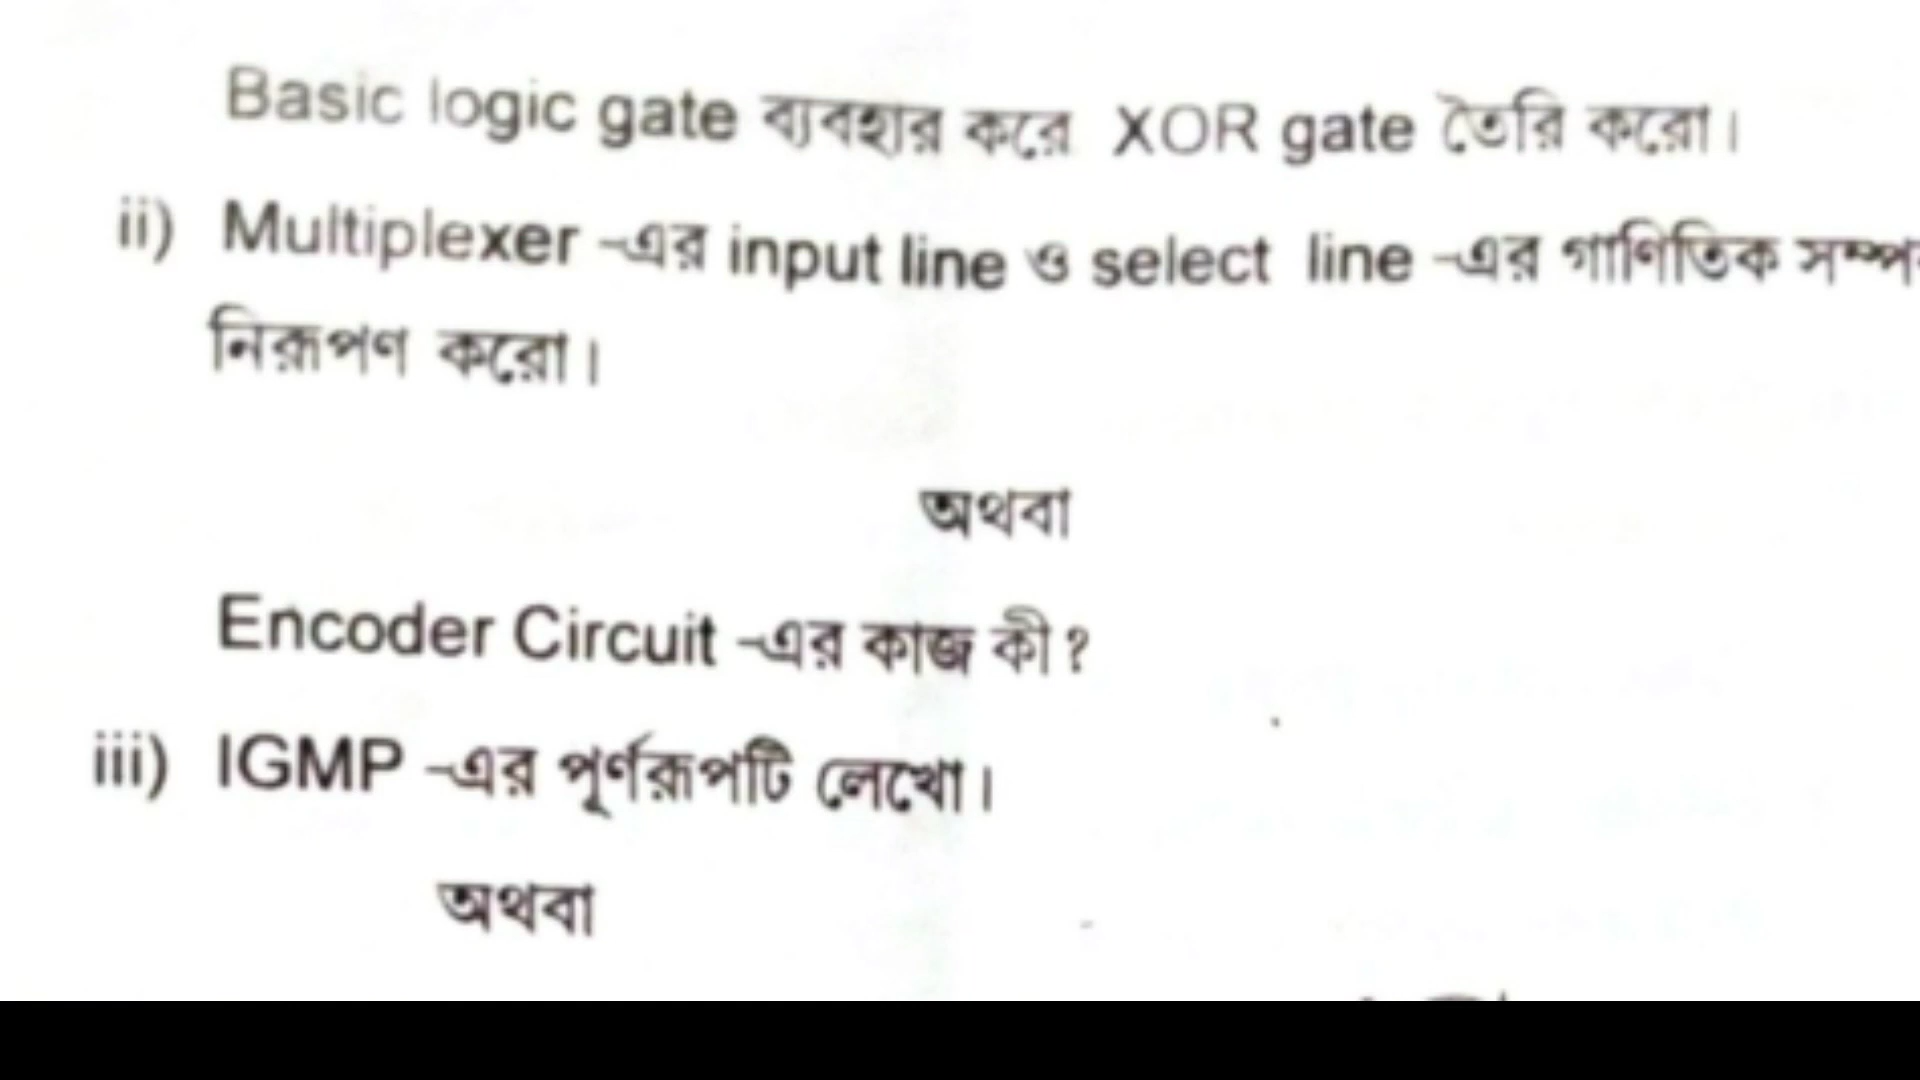 Basic logic gate ব্যবহার করে XOR gate তৈরি করো।
ii) Multiplexer -এর input line ও select line -এর গাণিতিক
নিরূপণ করো।
অথবা
Encoder Circuit -এর কাজ কী?
iii) IGMP -এর পূর্ণরূপটি লেখো।
অথবা